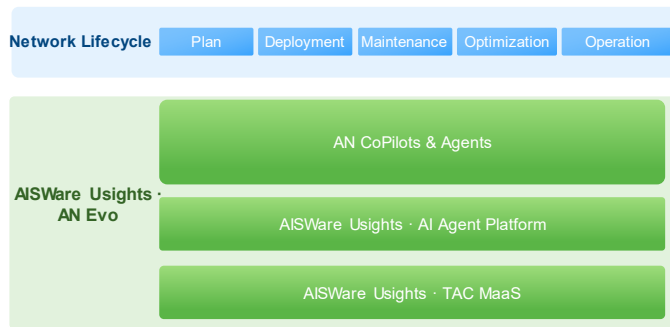 Network Lifecycle
Plan
Deployment
Maintenance
Optimization
Operation
AN CoPilots & Agents
AISWare Usights ·
AN Evo
AISWare Usights · AI Agent Platform
AISWare Usights · TAC MaaS